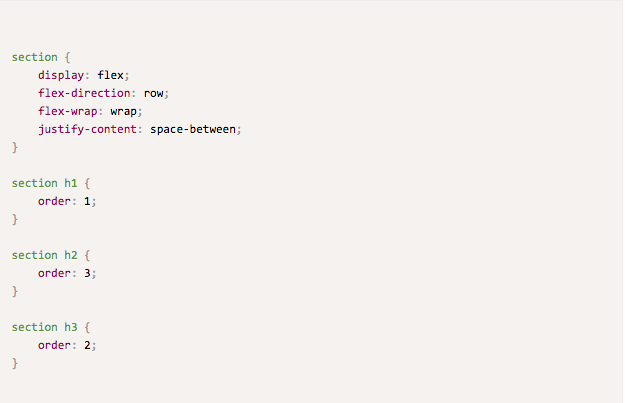 section {
    display: flex;
    flex-direction: row;
    flex-wrap: wrap;
    justify-content: space-between;
}
section h1 {
    order: 1;
}
section h2 {
    order: 3;
}
section h3 {
    order: 2;
}